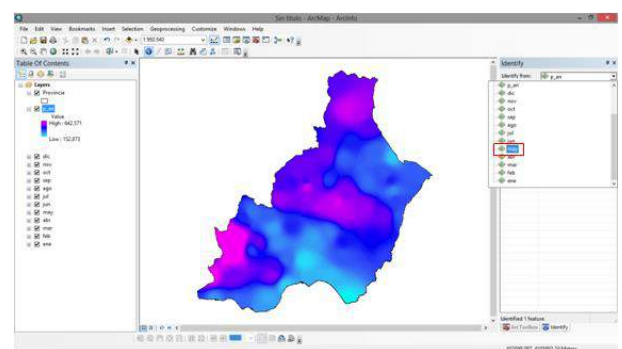 Sin título - ArcMap - ArcInfo
File Edit View Bookmarks Insert Selection Geoprocessing Customize Windows Help
Table Of Contents
Layers
Provincia
p_an
Value
High : 642,571
Low : 152,873
dic
nov
oct
sep
ago
jul
jun
may
abr
mar
feb
ene
Identify
Identify from: p_an
p_an
dic
nov
oct
sep
ago
jul
jun
may
abr
mar
feb
ene
Identified 1 feature
ArcToolbox Identify